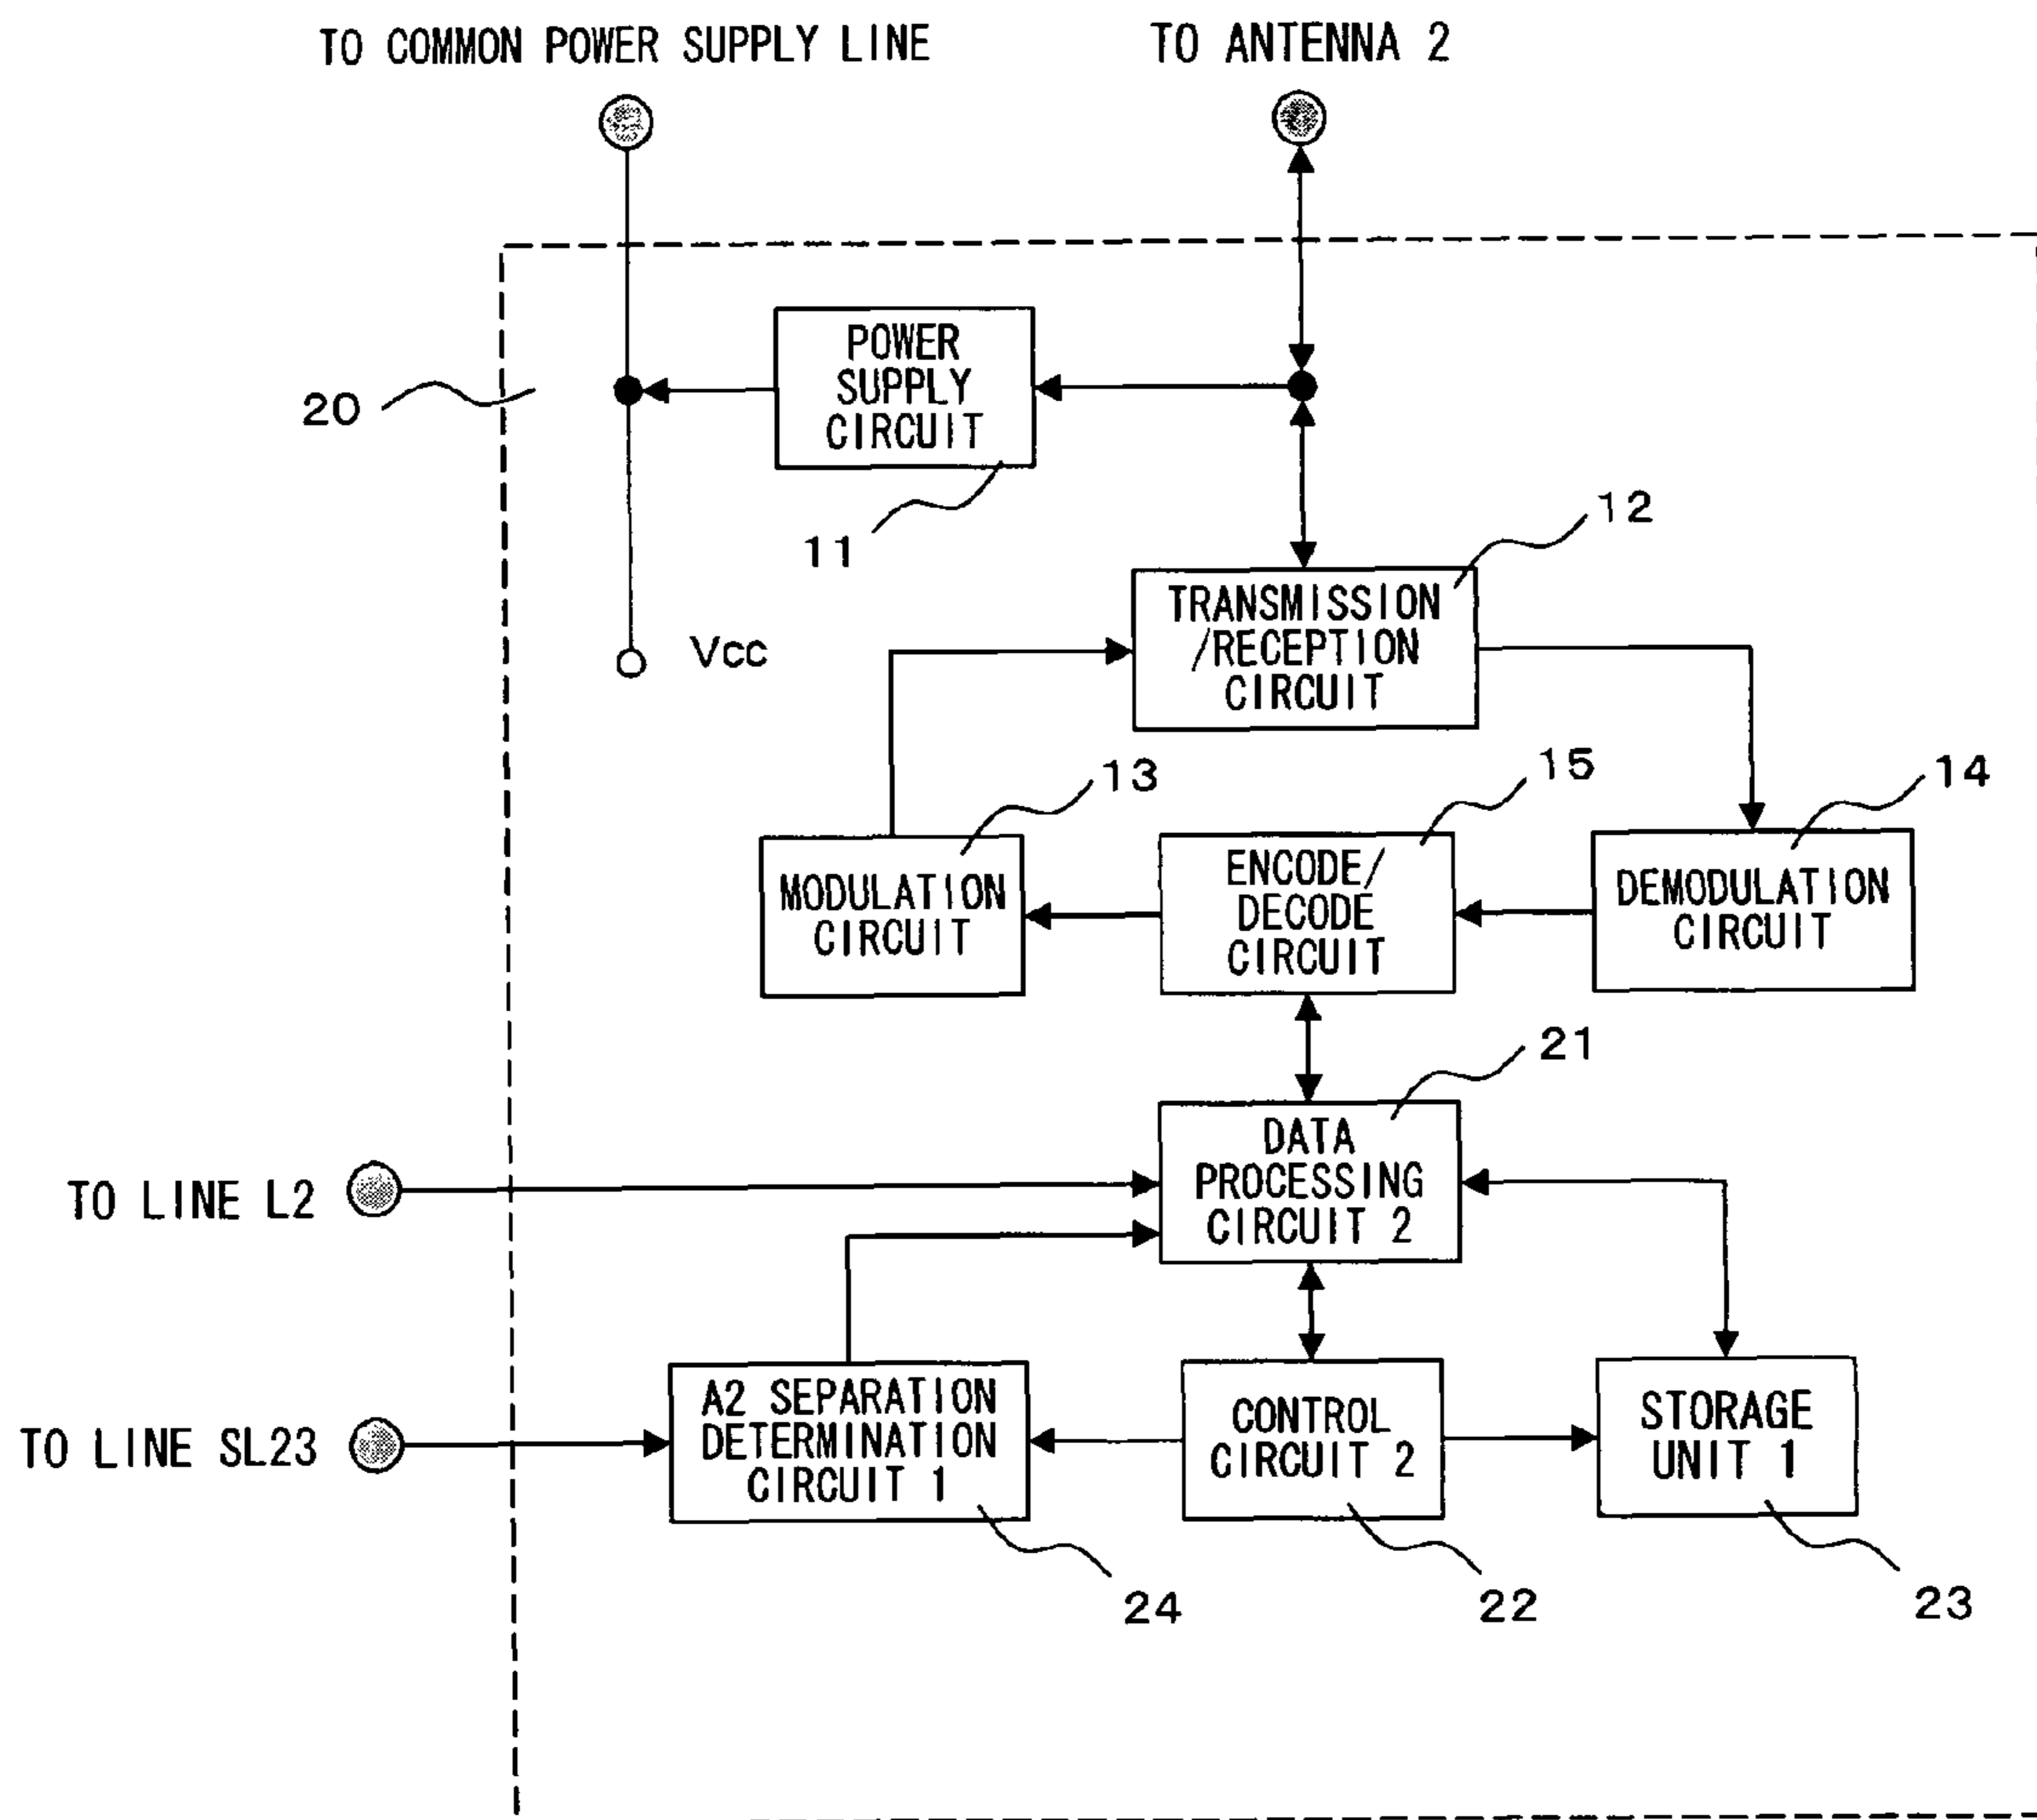 TO COMMON POWER SUPPLY LINE
TO ANTENNA 2
POWER
SUPPLY
CIRCUIT
20
11
12
TRANSMISSION
/RECEPTION
CIRCUIT
Vcc
13
15
14
MODULATION
CIRCUIT
ENCODE/
DECODE
CIRCUIT
DEMODULATION
CIRCUIT
21
DATA
PROCESSING
CIRCUIT 2
TO LINE L2
A2 SEPARATION
DETERMINATION
CIRCUIT 1
CONTROL
CIRCUIT 2
STORAGE
UNIT 1
TO LINE SL23
24
22
23